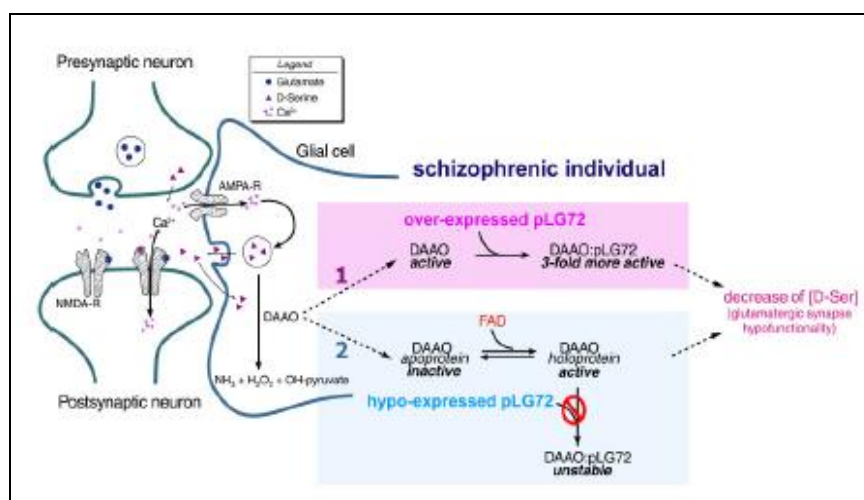 Presynaptic neuron
Legend
Glutamate
D-Serine
Ca²⁺
Glial cell
schizophrenic individual
AMPA-R
Ca²⁺
over-expressed pLG72
DAAO
active
DAAO:pLG72
3-fold more active
1
NMDA-R
DAAO
decrease of [D-Ser]
(glutamatergic synapse
hypofunctionality)
2
FAD
DAAO
apoprotein
inactive
DAAO
holoprotein
active
NH₃ + H₂O₂ + OH-pyruvate
Postsynaptic neuron
hypo-expressed pLG72
DAAO:pLG72
unstable